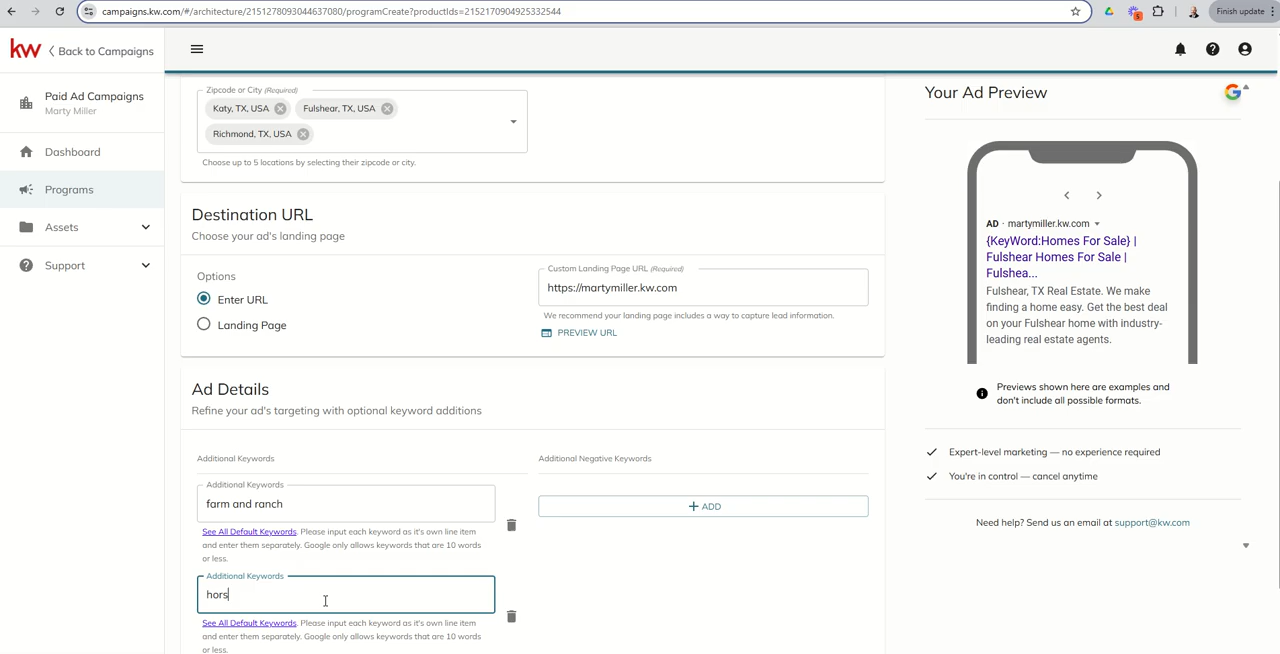 campaigns.kw.com/#/architecture/2151278093044637080/programCreate?productIds=2152170904925332544
Finish update
kw
Back to Campaigns
Paid Ad Campaigns
Marty Miller
Dashboard
Programs
Assets
Support
Zipcode or City (Required)
Katy, TX, USA
Fulshear, TX, USA
Richmond, TX, USA
Choose up to 5 locations by selecting their zipcode or city.
Destination URL
Choose your ad's landing page
Options
Enter URL
Landing Page
Custom Landing Page URL (Required)
https://martymiller.kw.com
We recommend your landing page includes a way to capture lead information.
PREVIEW URL
Ad Details
Refine your ad's targeting with optional keyword additions
Additional Keywords
Additional Keywords
farm and ranch
See All Default Keywords. Please input each keyword as it's own line item
and enter them separately. Google only allows keywords that are 10 words
or less.
Additional Keywords
hors
See All Default Keywords. Please input each keyword as it's own line item
and enter them separately. Google only allows keywords that are 10 words
or less.
Additional Negative Keywords
+ ADD
Your Ad Preview
G
AD · martymiller.kw.com
{KeyWord:Homes For Sale} |
Fulshear Homes For Sale |
Fulshea...
Fulshear, TX Real Estate. We make
finding a home easy. Get the best deal
on your Fulshear home with industry-
leading real estate agents.
Previews shown here are examples and
don't include all possible formats.
Expert-level marketing — no experience required
You're in control — cancel anytime
Need help? Send us an email at support@kw.com